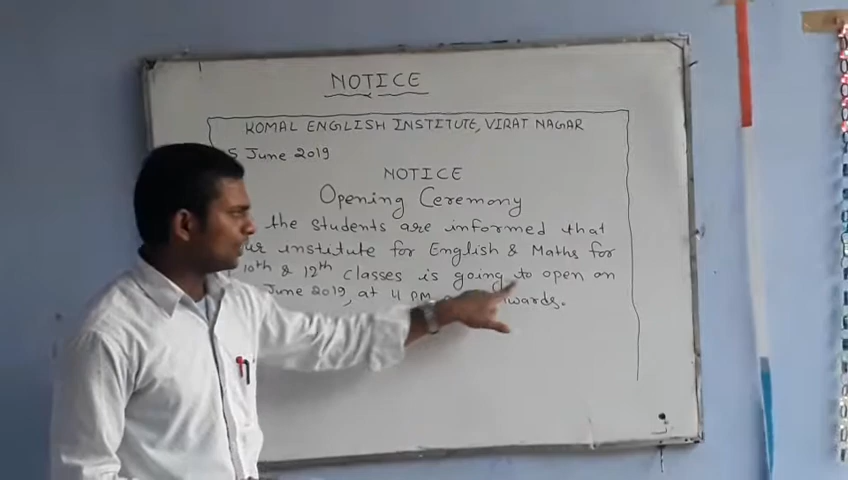 NOTICE
KOMAL ENGLISH INSTITUTE, VIRAT NAGAR
5 June 2019
NOTICE
Opening Ceremony
the students are informed that
institute for English & Maths for
10th & 12th classes is going to open on
June 2019, at 4 PM